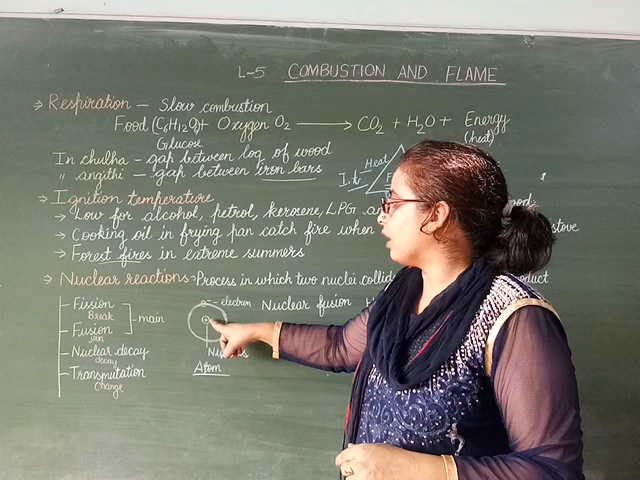 L-5 COMBUSTION AND FLAME
⇒ Respiration — Slow combustion
Food (C6H12O6) + Oxygen O2 → CO2 + H2O + Energy
Glucose (heat)
In chulha - gap between log of wood
" angithi - gap between iron bars
Heat
I.t.
⇒ Ignition temperature
→ Low for alcohol, petrol, kerosene, LPG
→ Cooking oil in frying pan catch fire when stove
→ Forest fires in extreme summers
⇒ Nuclear reactions - Process in which two nuclei product
Fission
Break
Fusion
join
main
Nuclear decay
decay
Transmutation
change
electron
Atom
Nuclear fusion